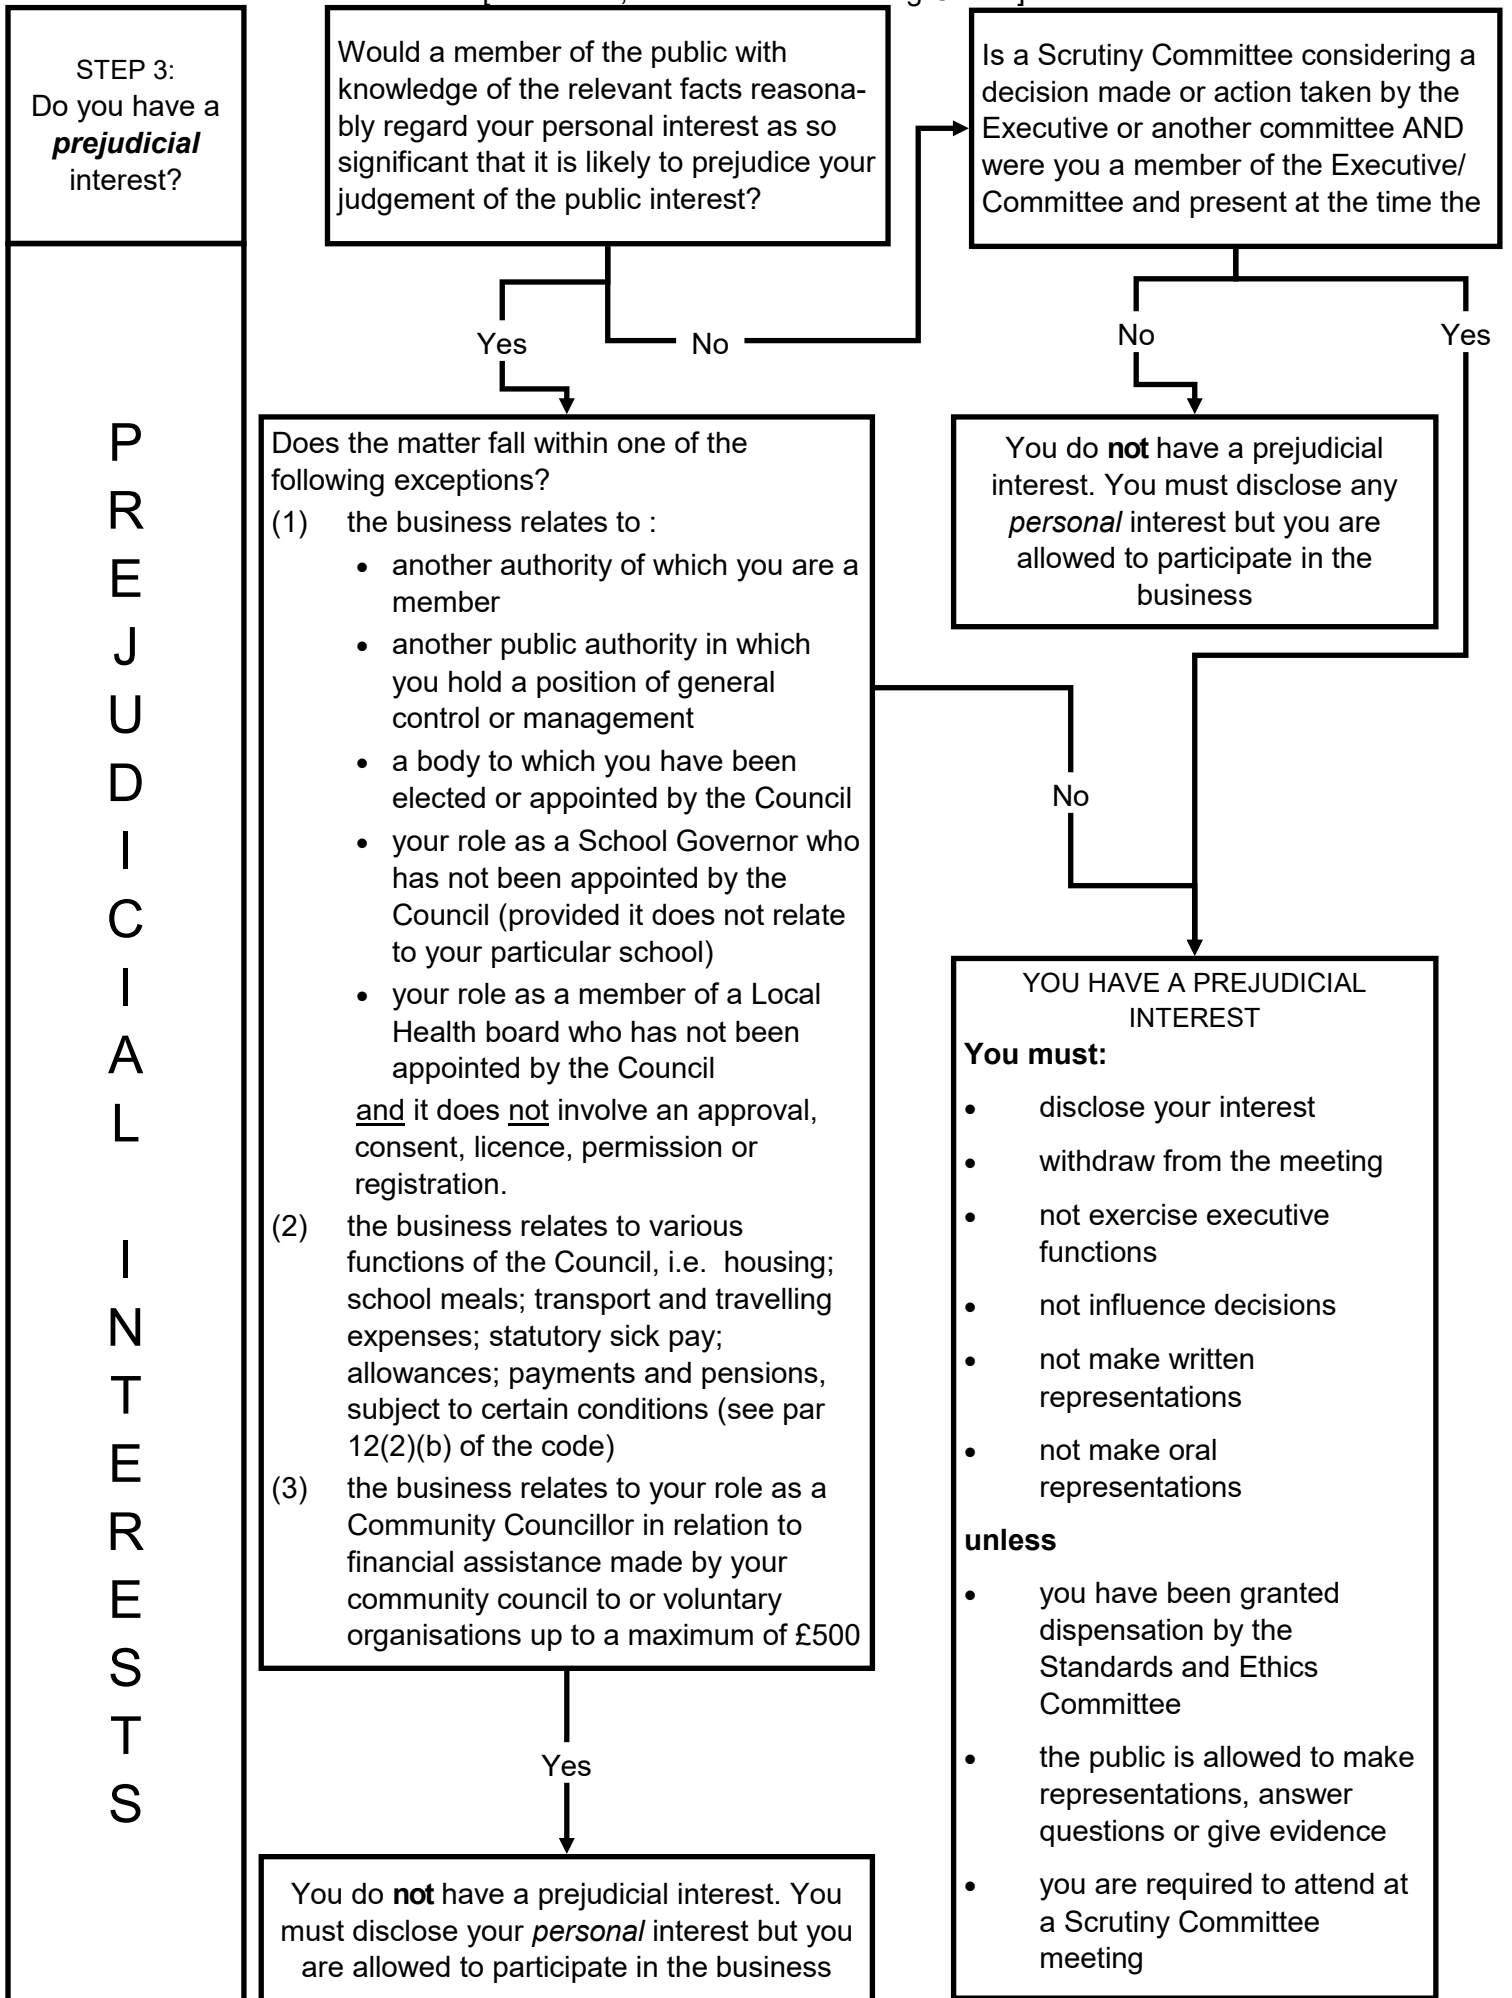 STEP 3:
Do you have a
prejudicial
interest?
P
R
E
J
U
D
I
C
I
A
L
I
N
T
E
R
E
S
T
S
Would a member of the public with
knowledge of the relevant facts reasona-
bly regard your personal interest as so
significant that it is likely to prejudice your
judgement of the public interest?
Is a Scrutiny Committee considering a
decision made or action taken by the
Executive or another committee AND
were you a member of the Executive/
Committee and present at the time the
Yes
No
No
Yes
Does the matter fall within one of the
following exceptions?
(1) the business relates to :
• another authority of which you are a
member
• another public authority in which
you hold a position of general
control or management
• a body to which you have been
elected or appointed by the Council
• your role as a School Governor who
has not been appointed by the
Council (provided it does not relate
to your particular school)
• your role as a member of a Local
Health board who has not been
appointed by the Council
and it does not involve an approval,
consent, licence, permission or
registration.
(2) the business relates to various
functions of the Council, i.e. housing;
school meals; transport and travelling
expenses; statutory sick pay;
allowances; payments and pensions,
subject to certain conditions (see par
12(2)(b) of the code)
(3) the business relates to your role as a
Community Councillor in relation to
financial assistance made by your
community council to or voluntary
organisations up to a maximum of £500
You do not have a prejudicial
interest. You must disclose any
personal interest but you are
allowed to participate in the
business
No
YOU HAVE A PREJUDICIAL
INTEREST
You must:
• disclose your interest
• withdraw from the meeting
• not exercise executive
functions
• not influence decisions
• not make written
representations
• not make oral
representations
unless
• you have been granted
dispensation by the
Standards and Ethics
Committee
• the public is allowed to make
representations, answer
questions or give evidence
• you are required to attend at
a Scrutiny Committee
meeting
Yes
You do not have a prejudicial interest. You
must disclose your personal interest but you
are allowed to participate in the business